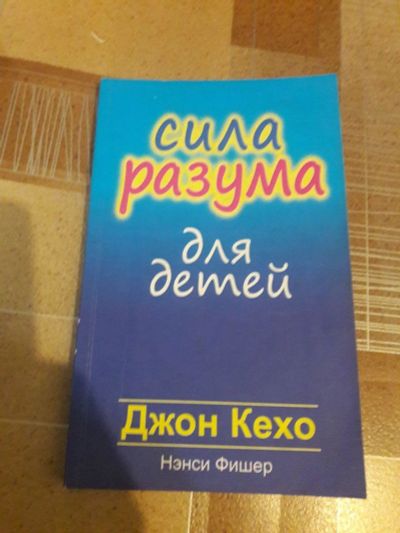 сила
разума
для
детей
Джон Кехо
Нэнси Фишер